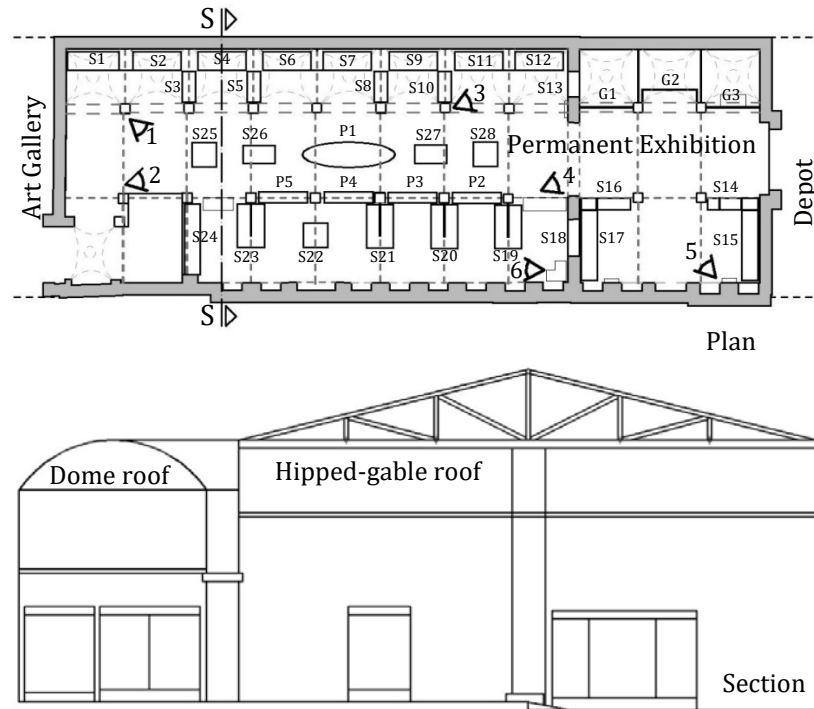 S
S1 S2 S4 S6 S7 S9 S11 S12
S3 S5 S8 S10 S13
G1 G2 G3
3
1
S25 S26 P1 S27 S28
Permanent Exhibition
Art Gallery
Depot
2
4
P5 P4 P3 P2
S16 S14
S24 S23 S22 S21 S20 S19 S18 S17 S15
6
5
S
Plan
Dome roof
Hipped-gable roof
Section